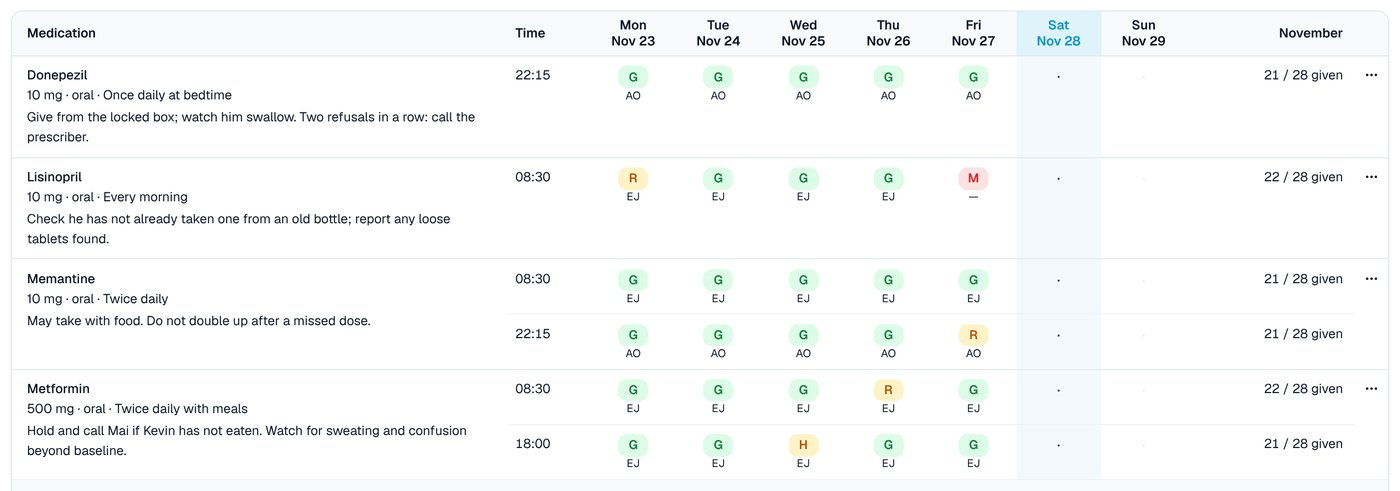 Medication Time Mon Nov 23 Tue Nov 24 Wed Nov 25 Thu Nov 26 Fri Nov 27 Sat Nov 28 Sun Nov 29 November
Donepezil 22:15 G G G G G · · 21 / 28 given ···
10 mg · oral · Once daily at bedtime AO AO AO AO AO
Give from the locked box; watch him swallow. Two refusals in a row: call the
prescriber.
Lisinopril 08:30 R G G G M · · 22 / 28 given ···
10 mg · oral · Every morning EJ EJ EJ EJ —
Check he has not already taken one from an old bottle; report any loose
tablets found.
Memantine 08:30 G G G G G · · 21 / 28 given ···
10 mg · oral · Twice daily EJ EJ EJ EJ EJ
May take with food. Do not double up after a missed dose.
22:15 G G G G R · · 21 / 28 given
AO AO AO AO AO
Metformin 08:30 G G G R G · · 22 / 28 given ···
500 mg · oral · Twice daily with meals EJ EJ EJ EJ EJ
Hold and call Mai if Kevin has not eaten. Watch for sweating and confusion
beyond baseline.
18:00 G G H G G · · 21 / 28 given
EJ EJ EJ EJ EJ